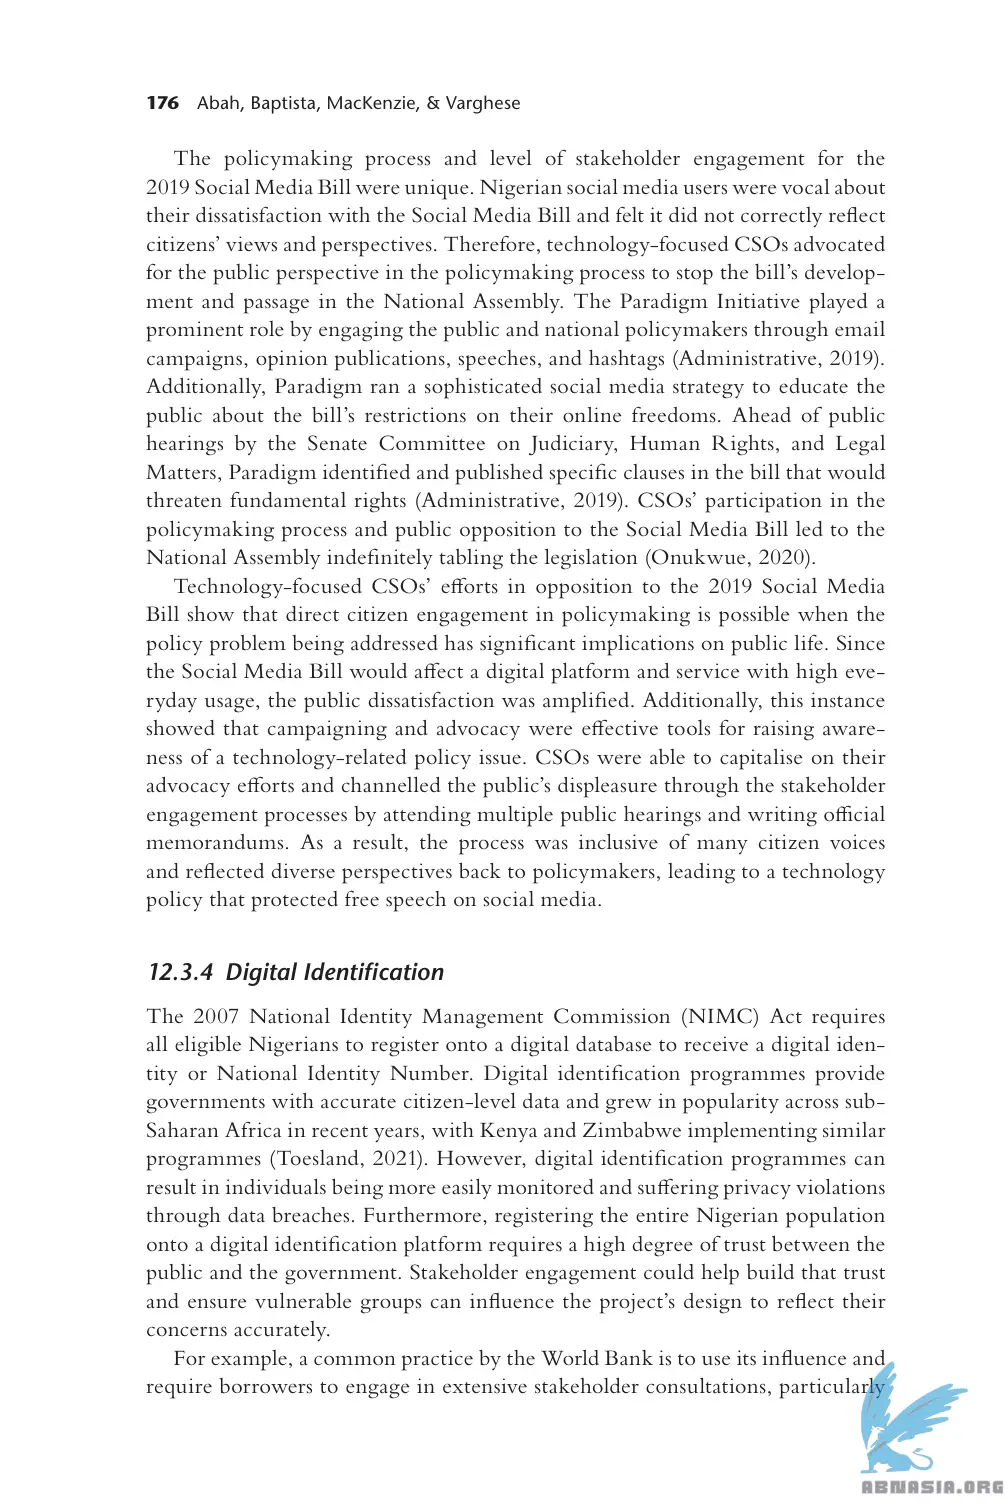 176 Abah, Baptista, MacKenzie, & Varghese
The policymaking process and level of stakeholder engagement for the
2019 Social Media Bill were unique. Nigerian social media users were vocal about
their dissatisfaction with the Social Media Bill and felt it did not correctly reflect
citizens’ views and perspectives. Therefore, technology-focused CSOs advocated
for the public perspective in the policymaking process to stop the bill’s develop-
ment and passage in the National Assembly. The Paradigm Initiative played a
prominent role by engaging the public and national policymakers through email
campaigns, opinion publications, speeches, and hashtags (Administrative, 2019).
Additionally, Paradigm ran a sophisticated social media strategy to educate the
public about the bill’s restrictions on their online freedoms. Ahead of public
hearings by the Senate Committee on Judiciary, Human Rights, and Legal
Matters, Paradigm identified and published specific clauses in the bill that would
threaten fundamental rights (Administrative, 2019). CSOs’ participation in the
policymaking process and public opposition to the Social Media Bill led to the
National Assembly indefinitely tabling the legislation (Onukwue, 2020).
Technology-focused CSOs’ efforts in opposition to the 2019 Social Media
Bill show that direct citizen engagement in policymaking is possible when the
policy problem being addressed has significant implications on public life. Since
the Social Media Bill would affect a digital platform and service with high eve-
ryday usage, the public dissatisfaction was amplified. Additionally, this instance
showed that campaigning and advocacy were effective tools for raising aware-
ness of a technology-related policy issue. CSOs were able to capitalise on their
advocacy efforts and channelled the public’s displeasure through the stakeholder
engagement processes by attending multiple public hearings and writing official
memorandums. As a result, the process was inclusive of many citizen voices
and reflected diverse perspectives back to policymakers, leading to a technology
policy that protected free speech on social media.
12.3.4 Digital Identification
The 2007 National Identity Management Commission (NIMC) Act requires
all eligible Nigerians to register onto a digital database to receive a digital iden-
tity or National Identity Number. Digital identification programmes provide
governments with accurate citizen-level data and grew in popularity across sub-
Saharan Africa in recent years, with Kenya and Zimbabwe implementing similar
programmes (Toesland, 2021). However, digital identification programmes can
result in individuals being more easily monitored and suffering privacy violations
through data breaches. Furthermore, registering the entire Nigerian population
onto a digital identification platform requires a high degree of trust between the
public and the government. Stakeholder engagement could help build that trust
and ensure vulnerable groups can influence the project’s design to reflect their
concerns accurately.
For example, a common practice by the World Bank is to use its influence and
require borrowers to engage in extensive stakeholder consultations, particularly
ABNASIA.ORG